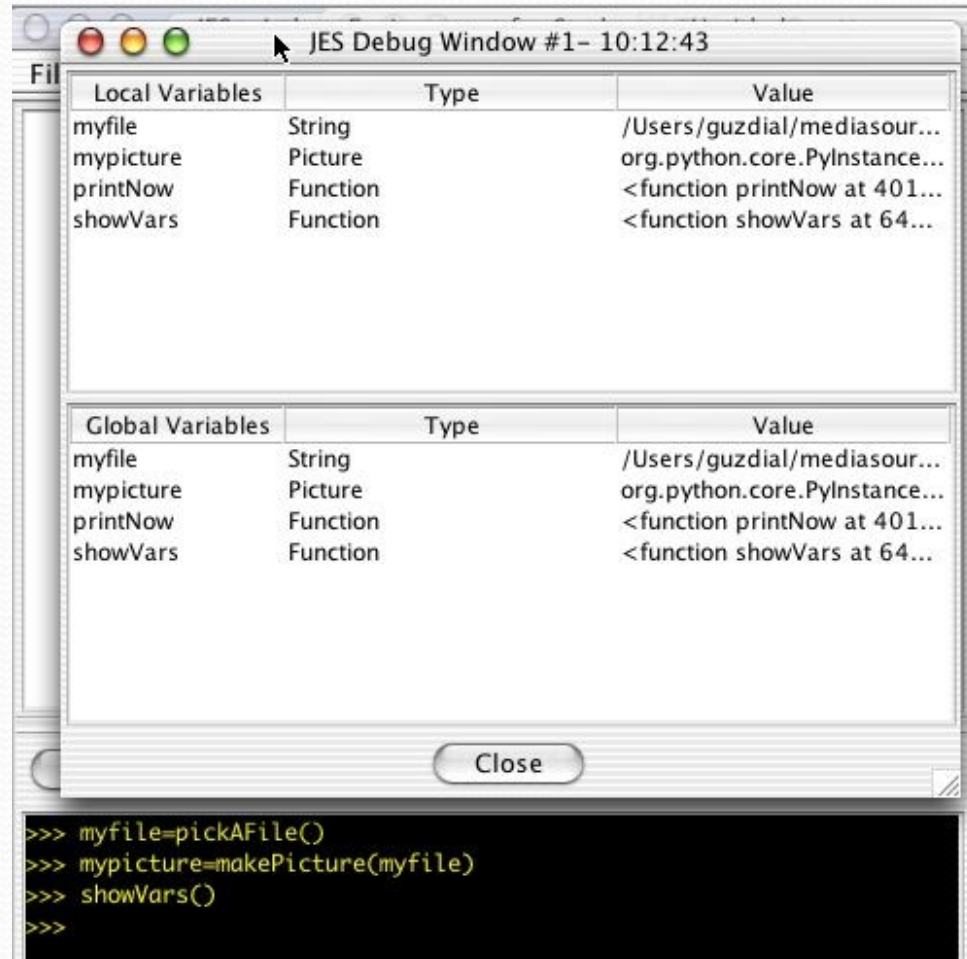 JES Debug Window #1– 10:12:43
Fil
Local Variables Type Value
myfile String /Users/guzdial/mediasour...
mypicture Picture org.python.core.PyInstance...
printNow Function <function printNow at 401...
showVars Function <function showVars at 64...
Global Variables Type Value
myfile String /Users/guzdial/mediasour...
mypicture Picture org.python.core.PyInstance...
printNow Function <function printNow at 401...
showVars Function <function showVars at 64...
Close
>>> myfile=pickAFile()
>>> mypicture=makePicture(myfile)
>>> showVars()
>>>